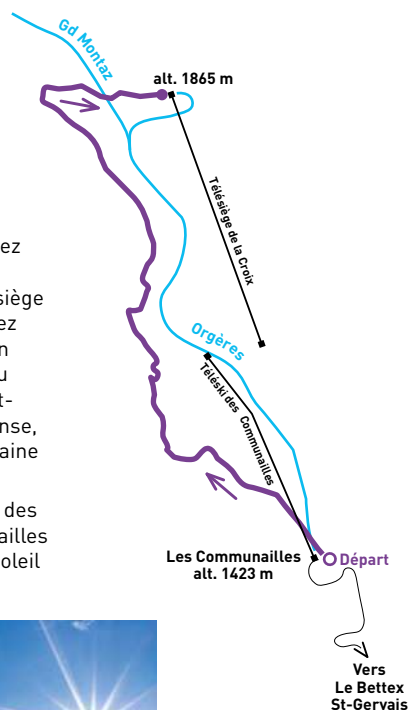 Gd Montaz
alt. 1865 m
Télésiège de la Croix
ez
siège
ez
n
u
t-
nse,
aine
des
ailles
oleil
Orgères
Téléski des Communailles
Les Communailles
alt. 1423 m
Départ
Vers
Le Bettex
St-Gervais